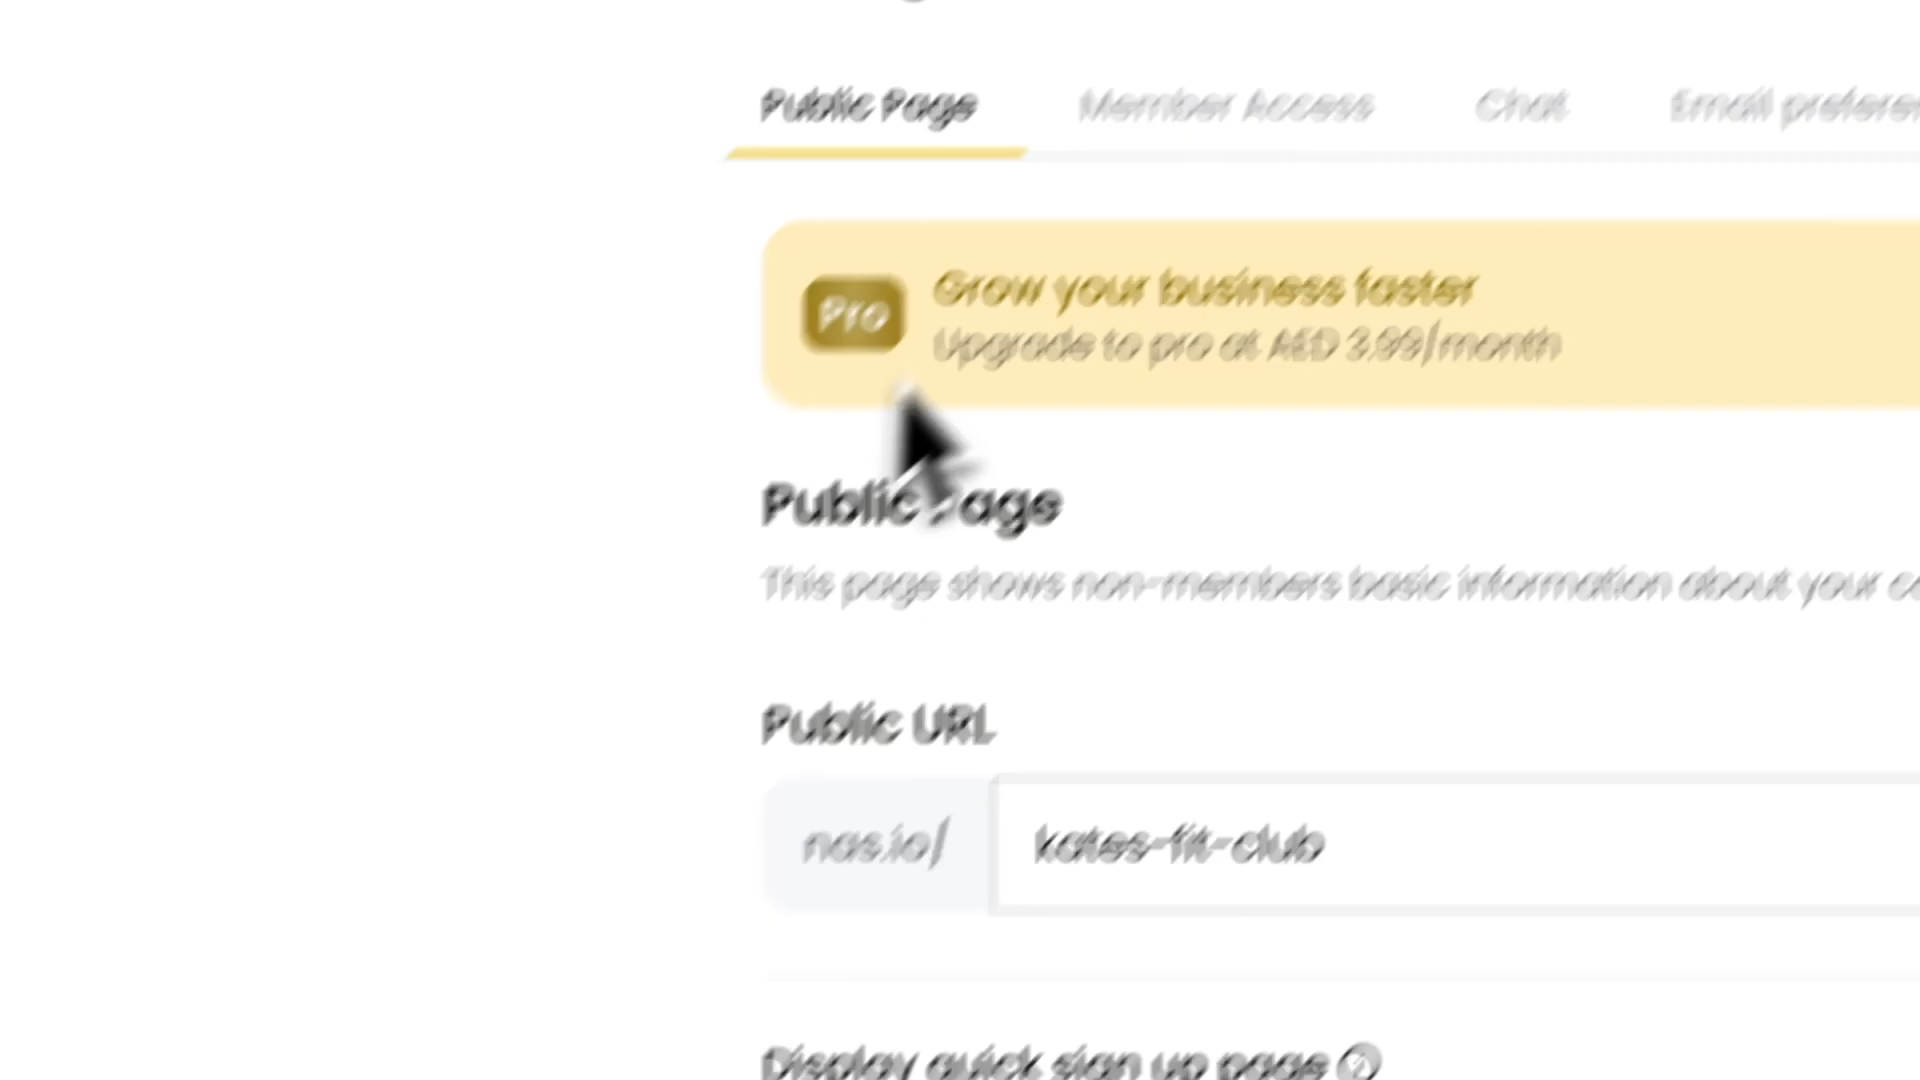 Public Page Member Access Chat Email
Pro
Grow your business faster
Upgrade to pro at AED 3.99/month
Public Page
This page shows non-members basic information about your
Public URL
nas.io/ kates-fit-club
Display quick sign up page